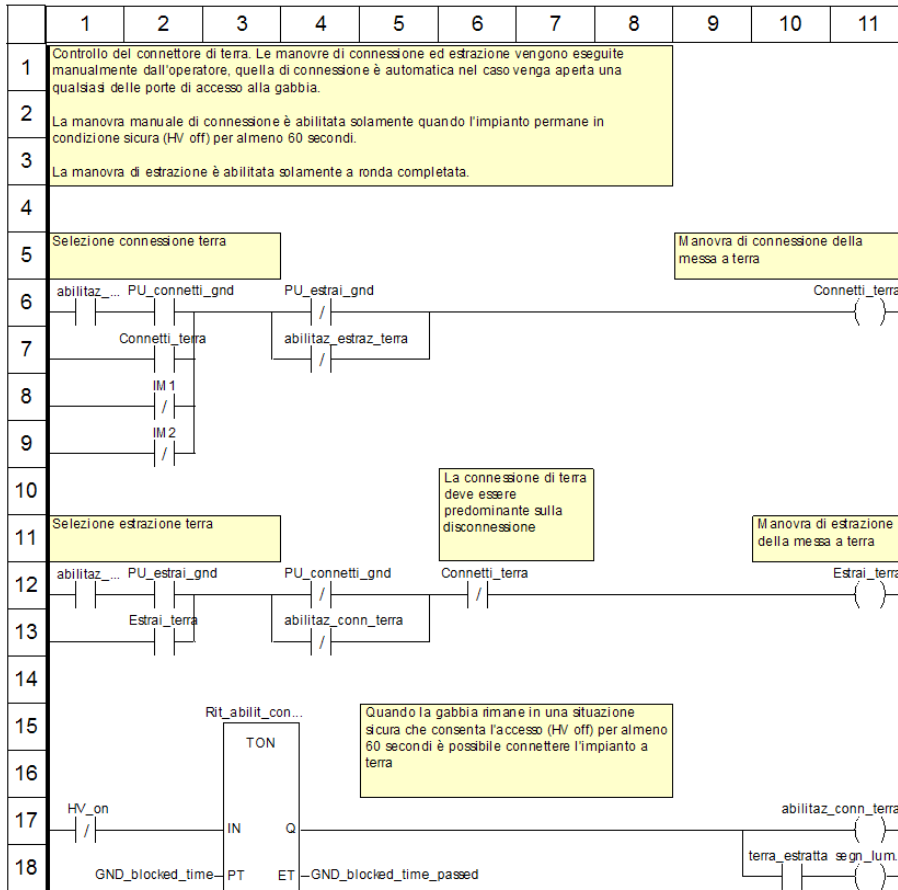 1 2 3 4 5 6 7 8 9 10 11
1
Controllo del connettore di terra. Le manovre di connessione ed estrazione vengono eseguite
manualmente dall'operatore, quella di connessione è automatica nel caso venga aperta una
qualsiasi delle porte di accesso alla gabbia.
2
La manovra manuale di connessione è abilitata solamente quando l'impianto permane in
condizione sicura (HV off) per almeno 60 secondi.
3
La manovra di estrazione è abilitata solamente a ronda completata.
4
5
Selezione connessione terra
Manovra di connessione della
messa a terra
6
abilitaz_... PU_connetti_gnd PU_estrai_gnd Connetti_terra
7
Connetti_terra abilitaz_estraz_terra
8
IM1
9
IM2
10
La connessione di terra
deve essere
predominante sulla
disconnessione
11
Selezione estrazione terra
Manovra di estrazione
della messa a terra
12
abilitaz_... PU_estrai_gnd PU_connetti_gnd Connetti_terra Estrai_terra
13
Estrai_terra abilitaz_conn_terra
14
15
Rit_abilit_con...
TON
Quando la gabbia rimane in una situazione
sicura che consenta l'accesso (HV off) per almeno
60 secondi è possibile connettere l'impianto a
terra
16
17
HV_on abilitaz_conn_terra
IN Q
18
terra_estratta segn_lum.
GND_blocked_time PT ET GND_blocked_time_passed